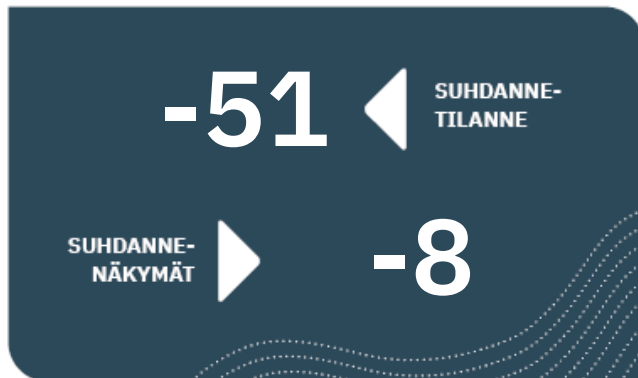 -51
SUHDANNE-
TILANNE
SUHDANNE-
NÄKYMÄT
-8